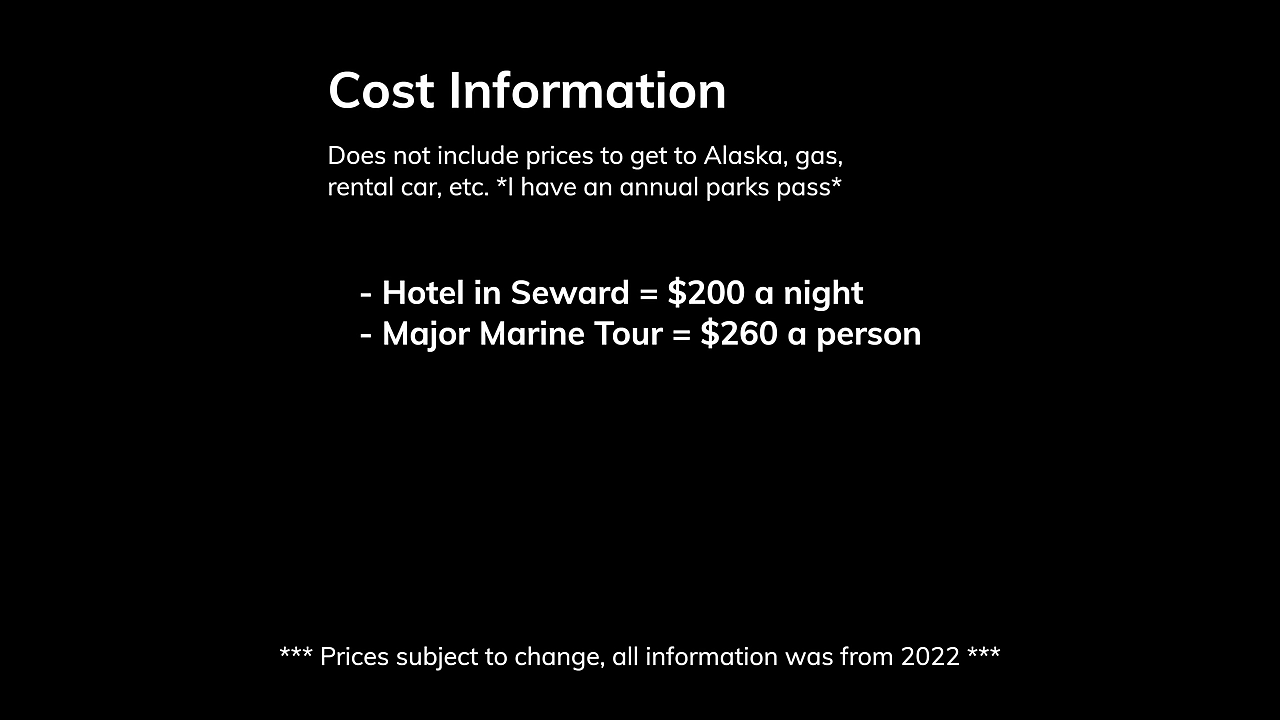 Cost Information
Does not include prices to get to Alaska, gas,
rental car, etc. *I have an annual parks pass*
- Hotel in Seward = $200 a night
- Major Marine Tour = $260 a person
*** Prices subject to change, all information was from 2022 ***